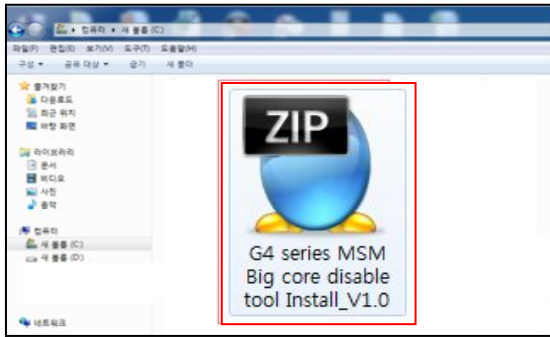 컴퓨터 ▸ 새 볼륨 (C:)
파일(F) 편집(E) 보기(V) 도구(T) 도움말(H)
구성 공유 대상 굽기 새 폴더
즐겨찾기
다운로드
최근 위치
바탕 화면
라이브러리
문서
비디오
사진
음악
컴퓨터
새 볼륨 (C:)
새 볼륨 (D:)
네트워크
ZIP
G4 series MSM
Big core disable
tool Install_V1.0